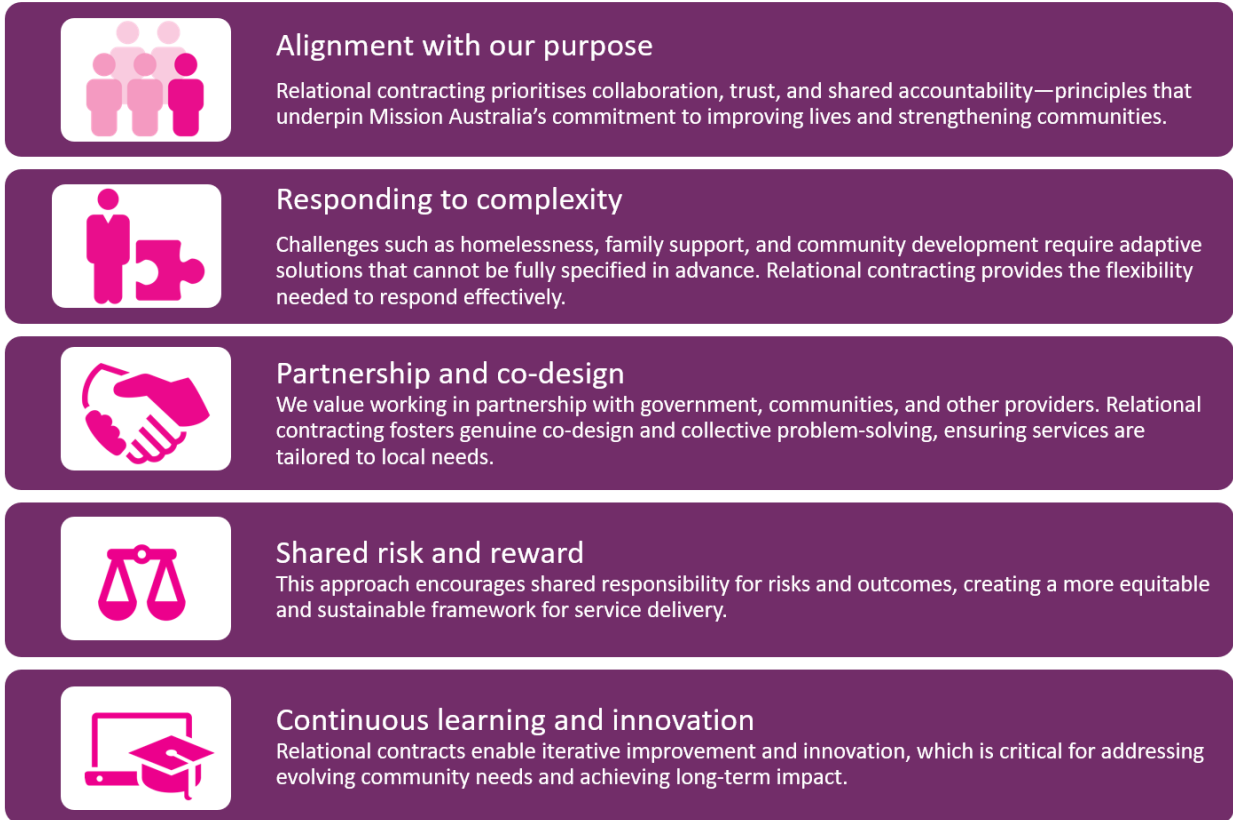 Alignment with our purpose
Relational contracting prioritises collaboration, trust, and shared accountability—principles that
underpin Mission Australia's commitment to improving lives and strengthening communities.
Responding to complexity
Challenges such as homelessness, family support, and community development require adaptive
solutions that cannot be fully specified in advance. Relational contracting provides the flexibility
needed to respond effectively.
Partnership and co-design
We value working in partnership with government, communities, and other providers. Relational
contracting fosters genuine co-design and collective problem-solving, ensuring services are
tailored to local needs.
Shared risk and reward
This approach encourages shared responsibility for risks and outcomes, creating a more equitable
and sustainable framework for service delivery.
Continuous learning and innovation
Relational contracts enable iterative improvement and innovation, which is critical for addressing
evolving community needs and achieving long-term impact.